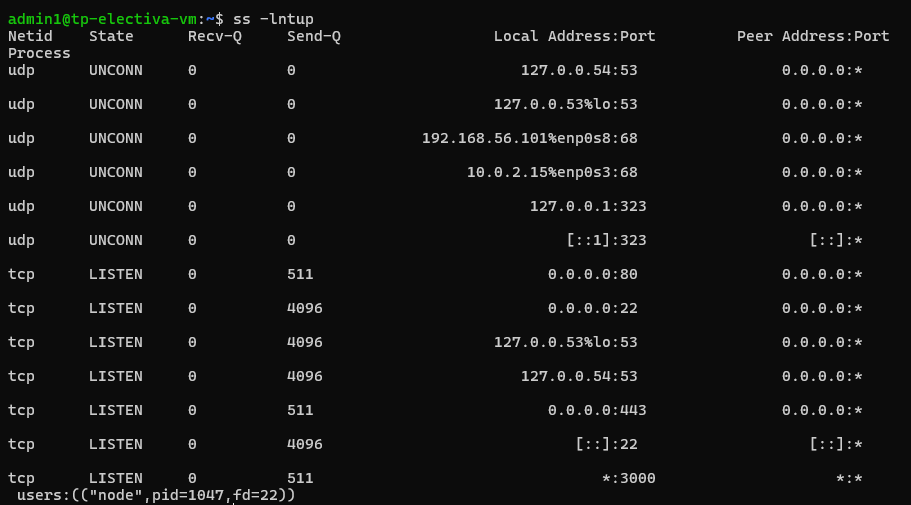 admin1@tp-electiva-vm:~$ ss -lntup
Netid State Recv-Q Send-Q Local Address:Port Peer Address:Port
Process
udp UNCONN 0 0 127.0.0.54:53 0.0.0.0:*
udp UNCONN 0 0 127.0.0.53%lo:53 0.0.0.0:*
udp UNCONN 0 0 192.168.56.101%enp0s8:68 0.0.0.0:*
udp UNCONN 0 0 10.0.2.15%enp0s3:68 0.0.0.0:*
udp UNCONN 0 0 127.0.0.1:323 0.0.0.0:*
udp UNCONN 0 0 [::1]:323 [::]:*
tcp LISTEN 0 511 0.0.0.0:80 0.0.0.0:*
tcp LISTEN 0 4096 0.0.0.0:22 0.0.0.0:*
tcp LISTEN 0 4096 127.0.0.53%lo:53 0.0.0.0:*
tcp LISTEN 0 4096 127.0.0.54:53 0.0.0.0:*
tcp LISTEN 0 511 0.0.0.0:443 0.0.0.0:*
tcp LISTEN 0 4096 [::]:22 [::]:*
tcp LISTEN 0 511 *:3000 *:*
users:(("node",pid=1047,fd=22))